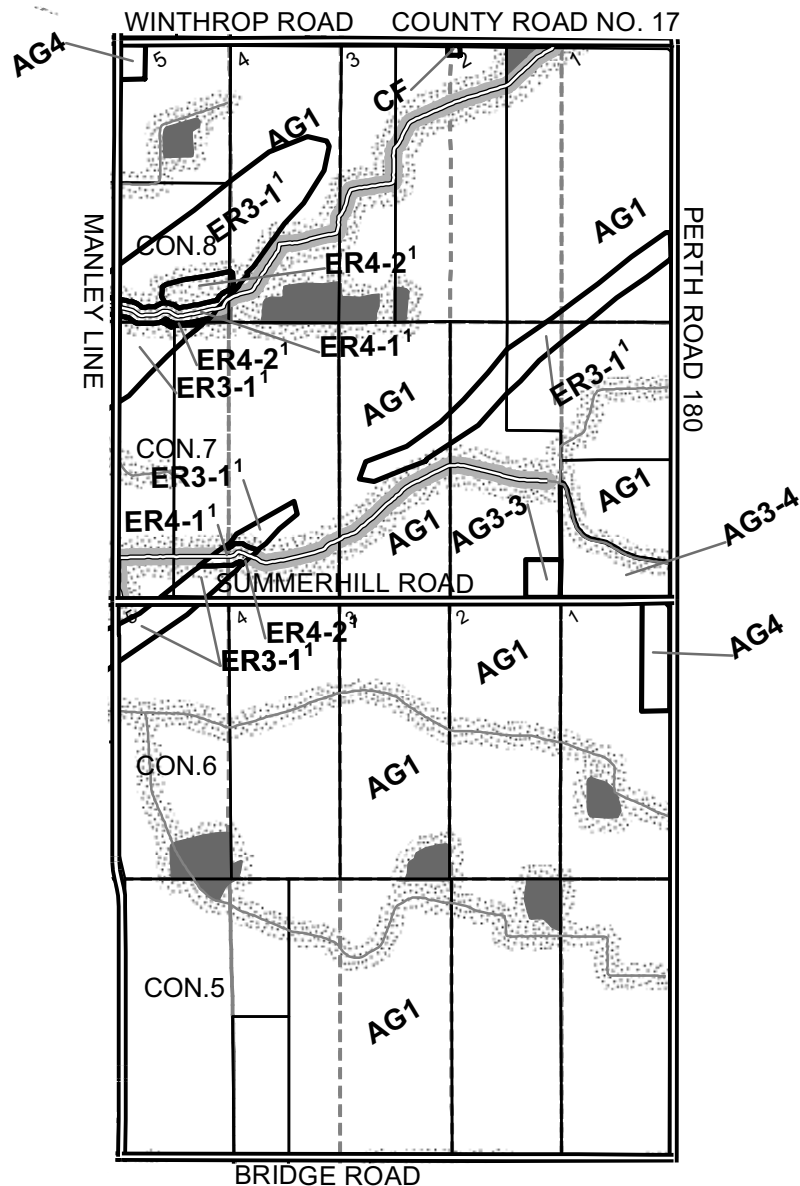 WINTHROP ROAD COUNTY ROAD NO. 17
AG4
5 4 3 2 1
CF
AG1
ER3-1¹
CON.8
AG1
ER4-2¹
MANLEY LINE
PERTH ROAD 180
ER4-2¹
ER4-1¹
ER3-1¹
ER3-1¹
AG1
CON.7
ER3-1¹
AG1
ER4-1¹
AG1
AG3-3
AG3-4
SUMMERHILL ROAD
5 4 3 2 1
ER4-2¹
ER3-1¹
AG1
AG4
CON.6
AG1
CON.5
AG1
BRIDGE ROAD